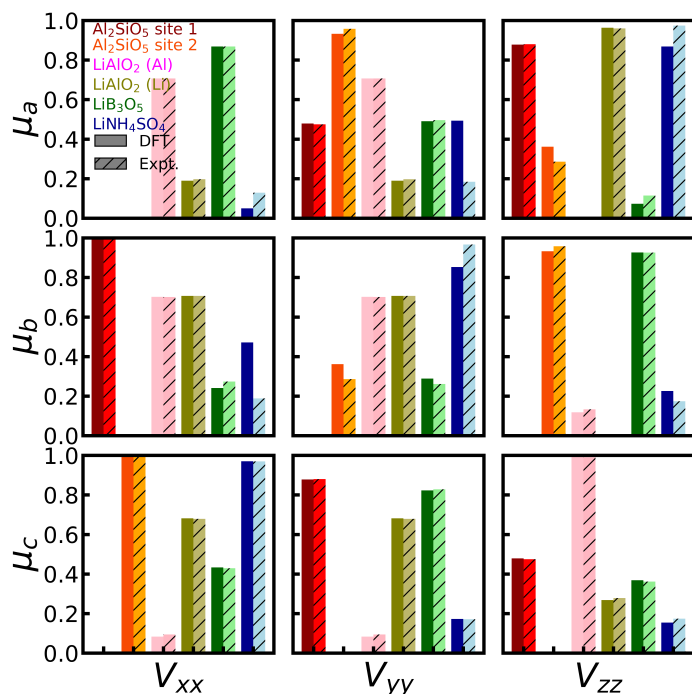 1.0
0.8
0.6
0.4
0.2
0.0
μa
Al2SiO5 site 1
Al2SiO5 site 2
LiAlO2 (Al)
LiAlO2 (Li)
LiB3O5
LiNH4SO4
DFT
Expt.
1.0
0.8
0.6
0.4
0.2
0.0
μb
1.0
0.8
0.6
0.4
0.2
0.0
μc
Vxx
Vyy
Vzz